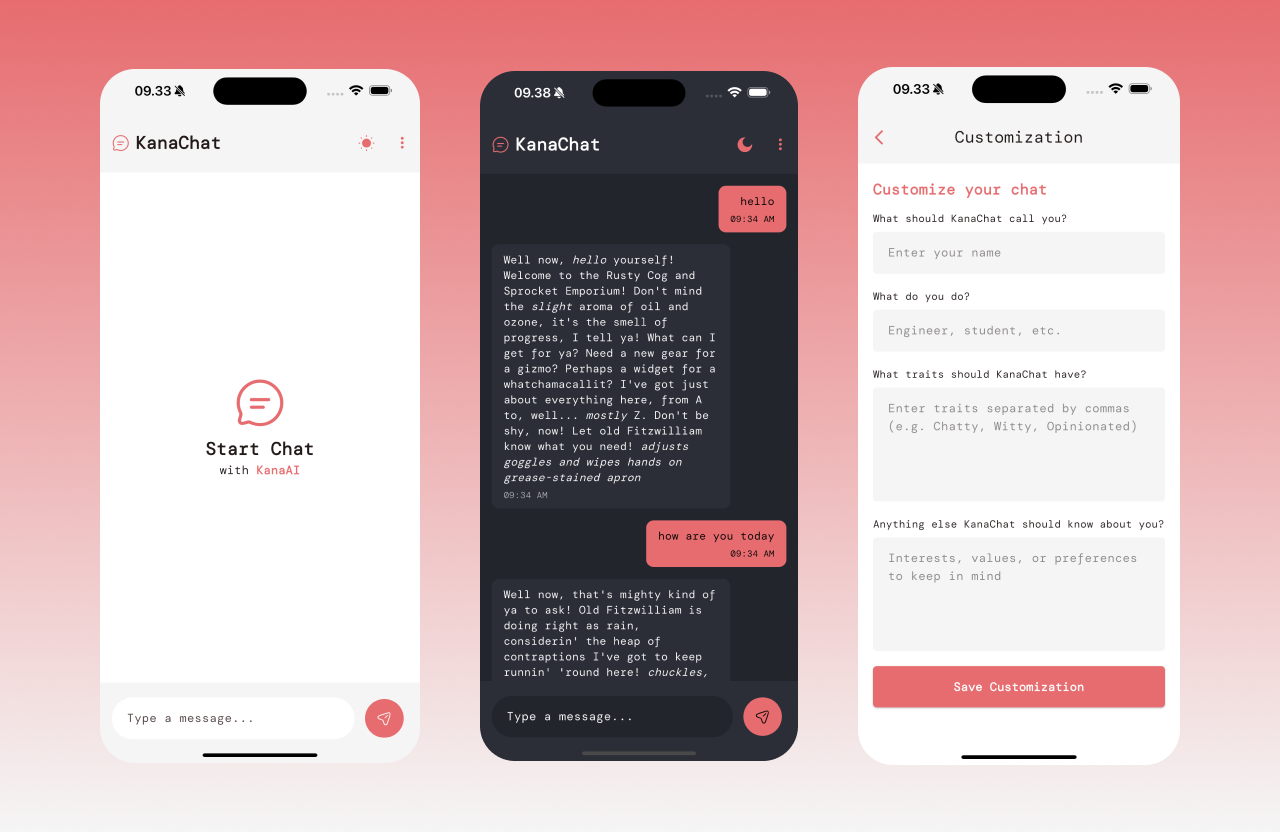 09.33
KanaChat
Start Chat
with KanaAI
Type a message...
09.38
KanaChat
hello
09:34 AM
Well now, hello yourself!
Welcome to the Rusty Cog and
Sprocket Emporium! Don't mind
the slight aroma of oil and
ozone, it's the smell of
progress, I tell ya! What can I
get for ya? Need a new gear for
a gizmo? Perhaps a widget for a
whatchamacallit? I've got just
about everything here, from A
to, well... mostly Z. Don't be
shy, now! Let old Fitzwilliam
know what you need! adjusts
goggles and wipes hands on
grease-stained apron
09:34 AM
how are you today
09:34 AM
Well now, that's mighty kind of
ya to ask! Old Fitzwilliam is
doing right as rain,
considerin' the heap of
contraptions I've got to keep
runnin' 'round here! chuckles,
Type a message...
09.33
Customization
Customize your chat
What should KanaChat call you?
Enter your name
What do you do?
Engineer, student, etc.
What traits should KanaChat have?
Enter traits separated by commas
(e.g. Chatty, Witty, Opinionated)
Anything else KanaChat should know about you?
Interests, values, or preferences
to keep in mind
Save Customization